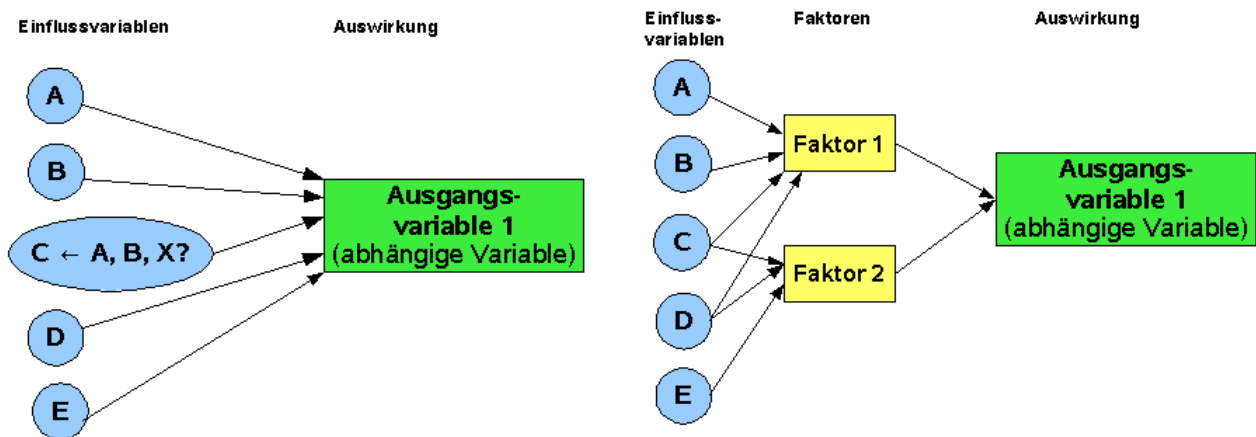 Einflussvariablen
Auswirkung
A
B
C ← A, B, X?
D
E
Ausgangs-
variable 1
(abhängige Variable)
Einfluss-
variablen
Faktoren
Auswirkung
A
B
C
D
E
Faktor 1
Faktor 2
Ausgangs-
variable 1
(abhängige Variable)